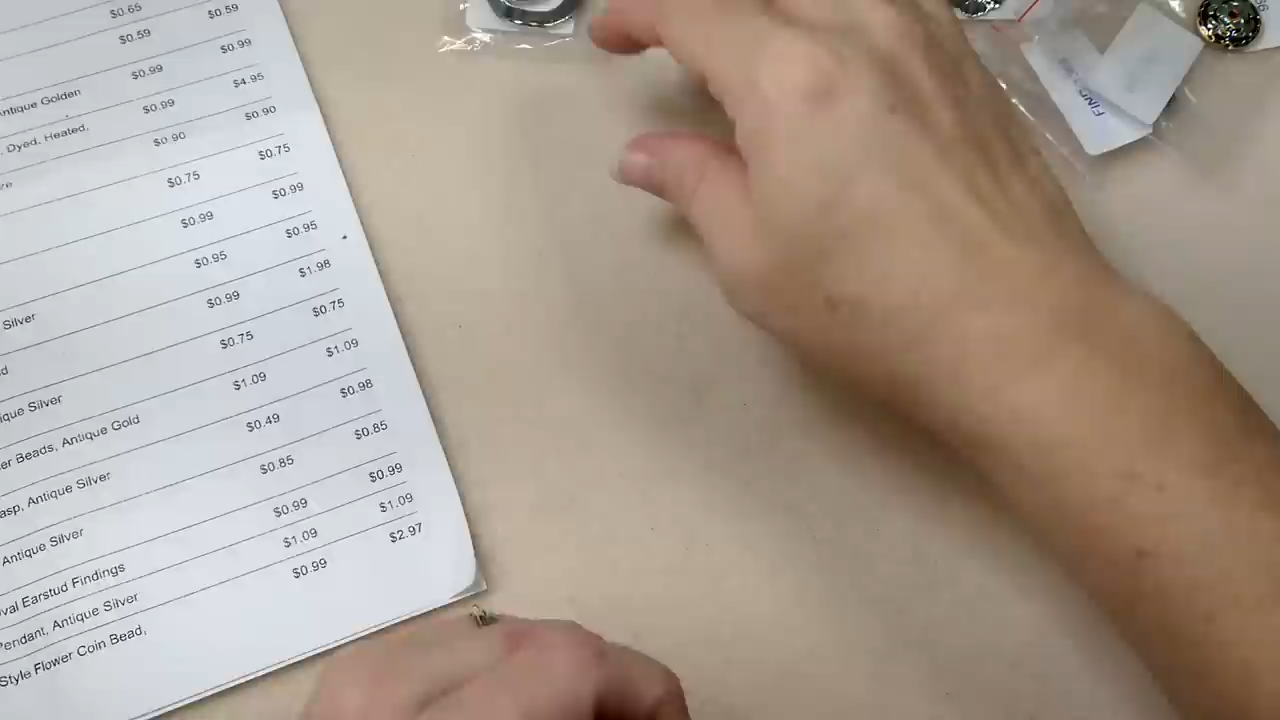 $0.65
$0.59 $0.59
ntique Golden $0.99 $0.99
, Dyed, Heated, $0.99 $4.95
re $0.90 $0.90
$0.75 $0.75
$0.99 $0.99
Silver $0.95 $0.95
d $0.99 $1.98
ique Silver $0.75 $0.75
er Beads, Antique Gold $1.09 $1.09
asp, Antique Silver $0.49 $0.98
Antique Silver $0.85 $0.85
val Earstud Findings $0.99 $0.99
Pendant, Antique Silver $1.09 $1.09
Style Flower Coin Bead, $0.99 $2.97
FIND